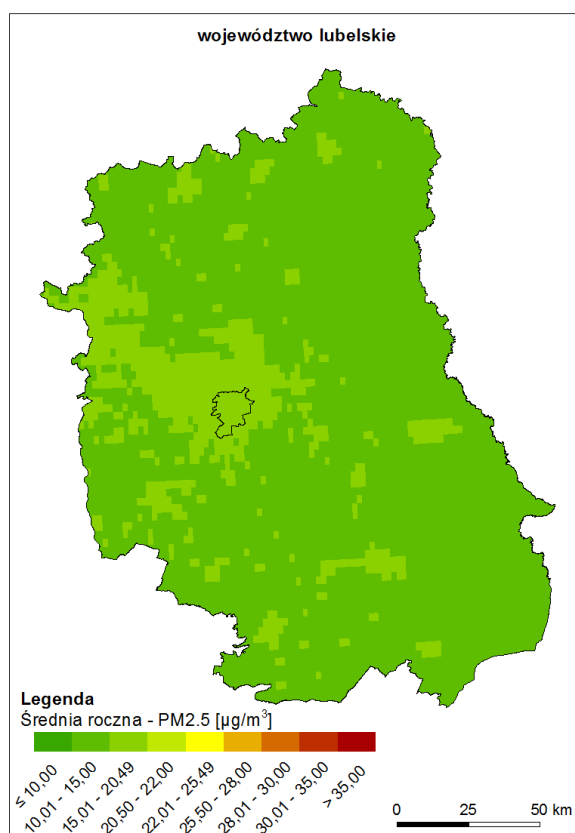 województwo lubelskie
Legenda
Średnia roczna - PM2.5 [µg/m³]
≤ 10,00
10,01 - 15,00
15,01 - 20,49
20,50 - 22,00
22,01 - 25,49
25,50 - 28,00
28,01 - 30,00
30,01 - 35,00
> 35,00
0 25 50 km